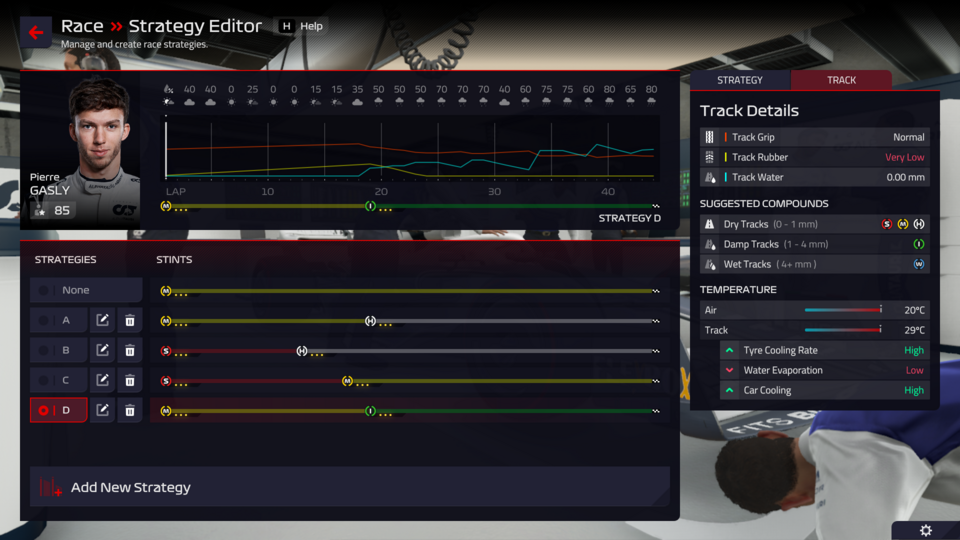 Race » Strategy Editor
H Help
Manage and create race strategies.
% 40 40 0 25 0 0 15 15 35 50 50 50 50 70 70 40 60 75 75 60 80 65 80
Pierre
GASLY
85
LAP 10 20 30 40
M I
STRATEGY D
STRATEGIES STINTS
None M
A M H
B S H
C S M
D M I
Add New Strategy
STRATEGY TRACK
Track Details
Track Grip Normal
Track Rubber Very Low
Track Water 0.00 mm
SUGGESTED COMPOUNDS
Dry Tracks (0 - 1 mm) S M H
Damp Tracks (1 - 4 mm) I
Wet Tracks ( 4+ mm ) W
TEMPERATURE
Air 20°C
Track 29°C
Tyre Cooling Rate High
Water Evaporation Low
Car Cooling High